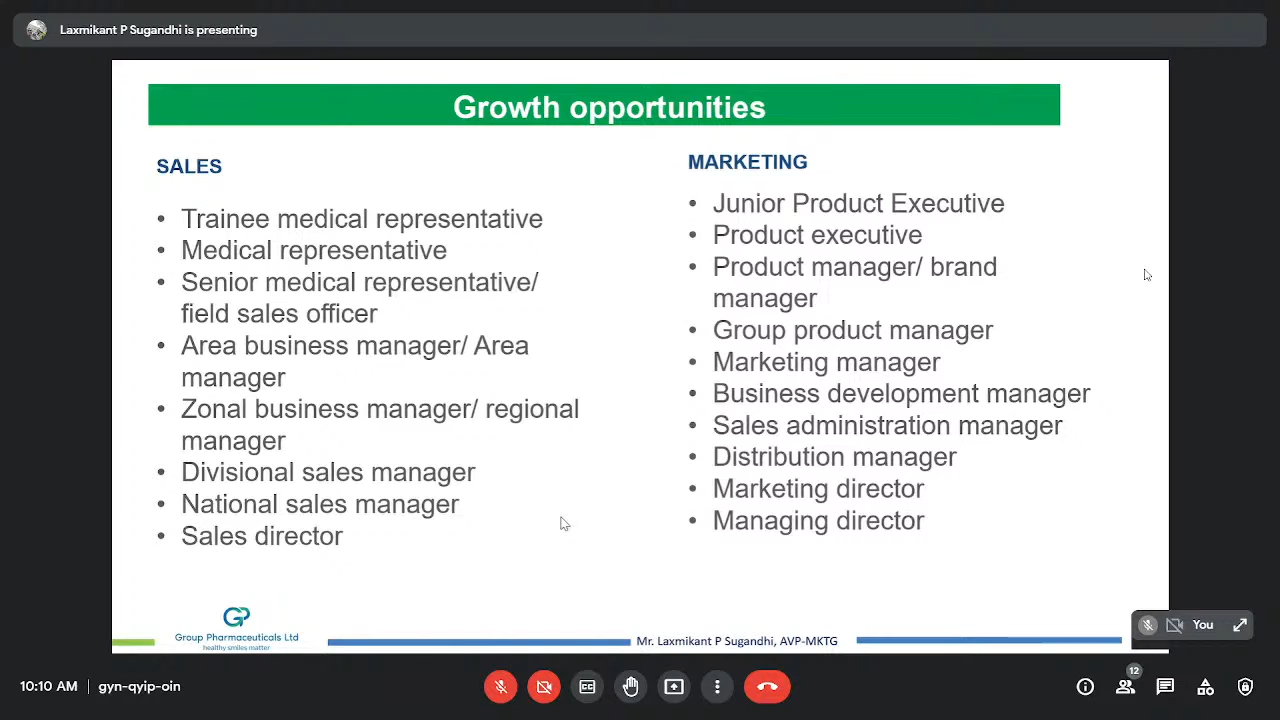 Laxmikant P Sugandhi is presenting
Growth opportunities
SALES
• Trainee medical representative
• Medical representative
• Senior medical representative/
field sales officer
• Area business manager/ Area
manager
• Zonal business manager/ regional
manager
• Divisional sales manager
• National sales manager
• Sales director
MARKETING
• Junior Product Executive
• Product executive
• Product manager/ brand
manager
• Group product manager
• Marketing manager
• Business development manager
• Sales administration manager
• Distribution manager
• Marketing director
• Managing director
GP
Group Pharmaceuticals Ltd
healthy smiles matter
Mr. Laxmikant P Sugandhi, AVP-MKTG
You
10:10 AM | gyn-qyip-oin
12